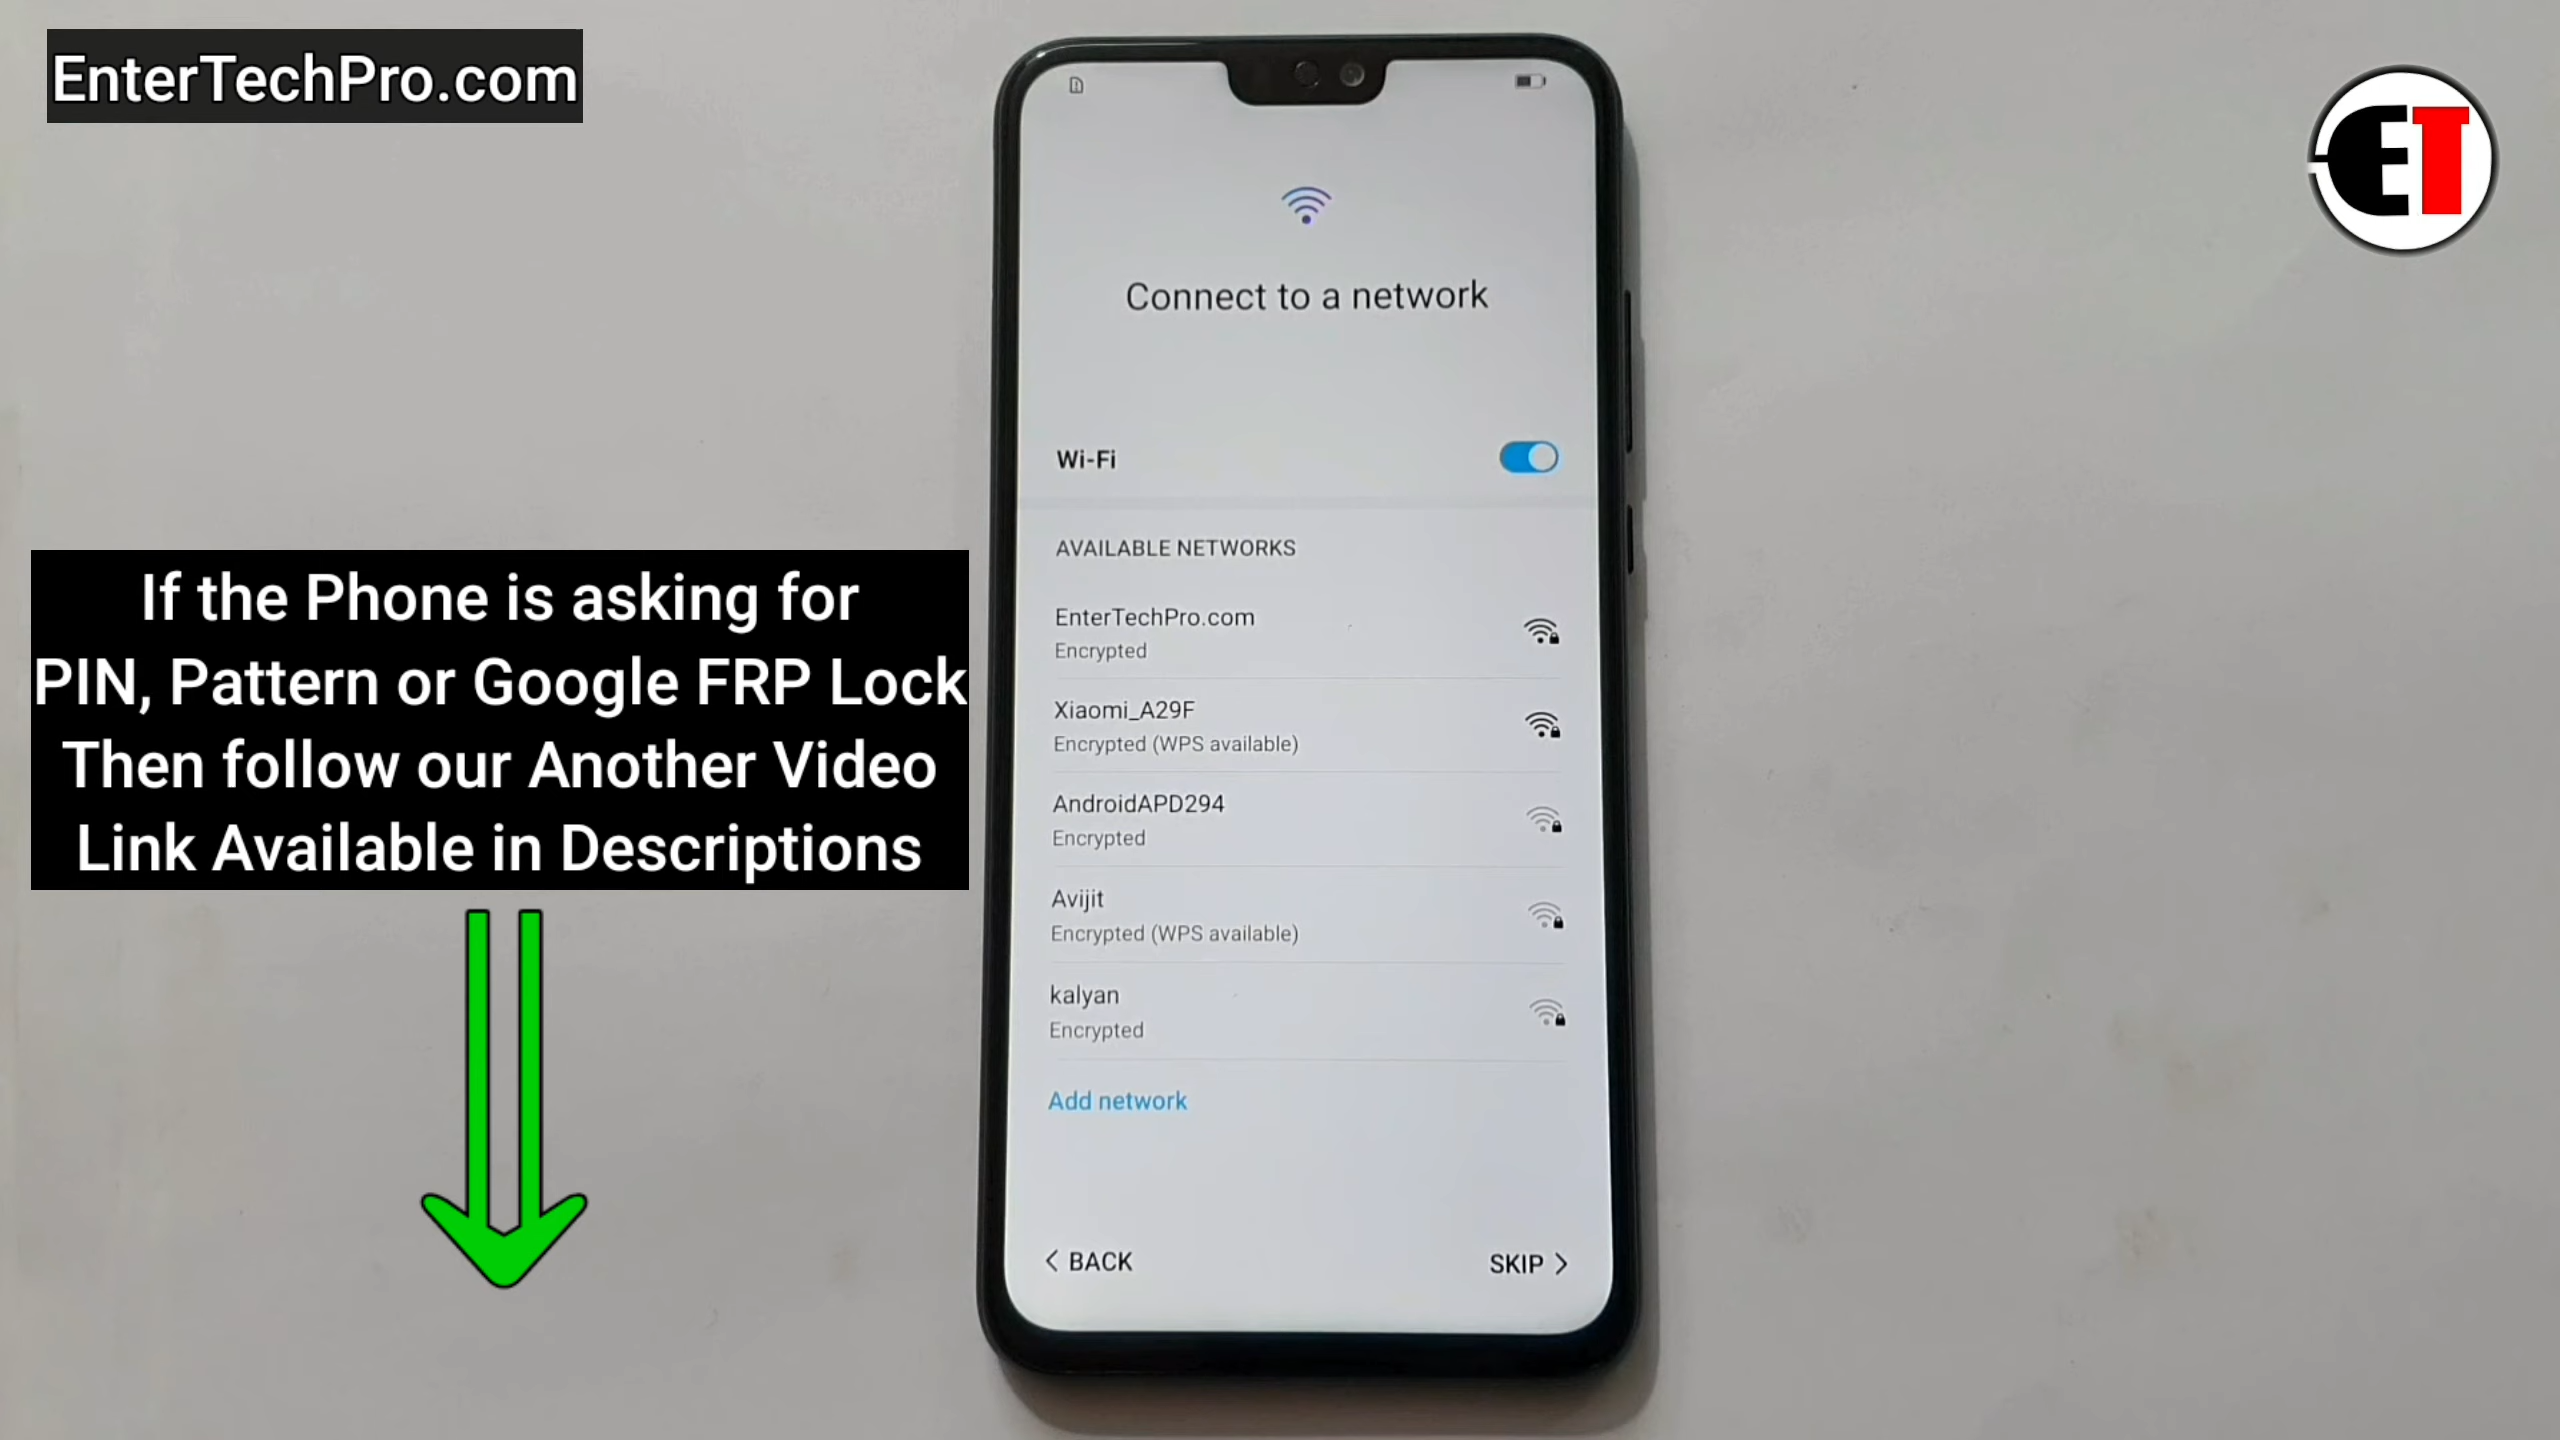 EnterTechPro.com
ET
If the Phone is asking for
PIN, Pattern or Google FRP Lock
Then follow our Another Video
Link Available in Descriptions
Connect to a network
Wi-Fi
AVAILABLE NETWORKS
EnterTechPro.com
Encrypted
Xiaomi_A29F
Encrypted (WPS available)
AndroidAPD294
Encrypted
Avijit
Encrypted (WPS available)
kalyan
Encrypted
Add network
BACK
SKIP